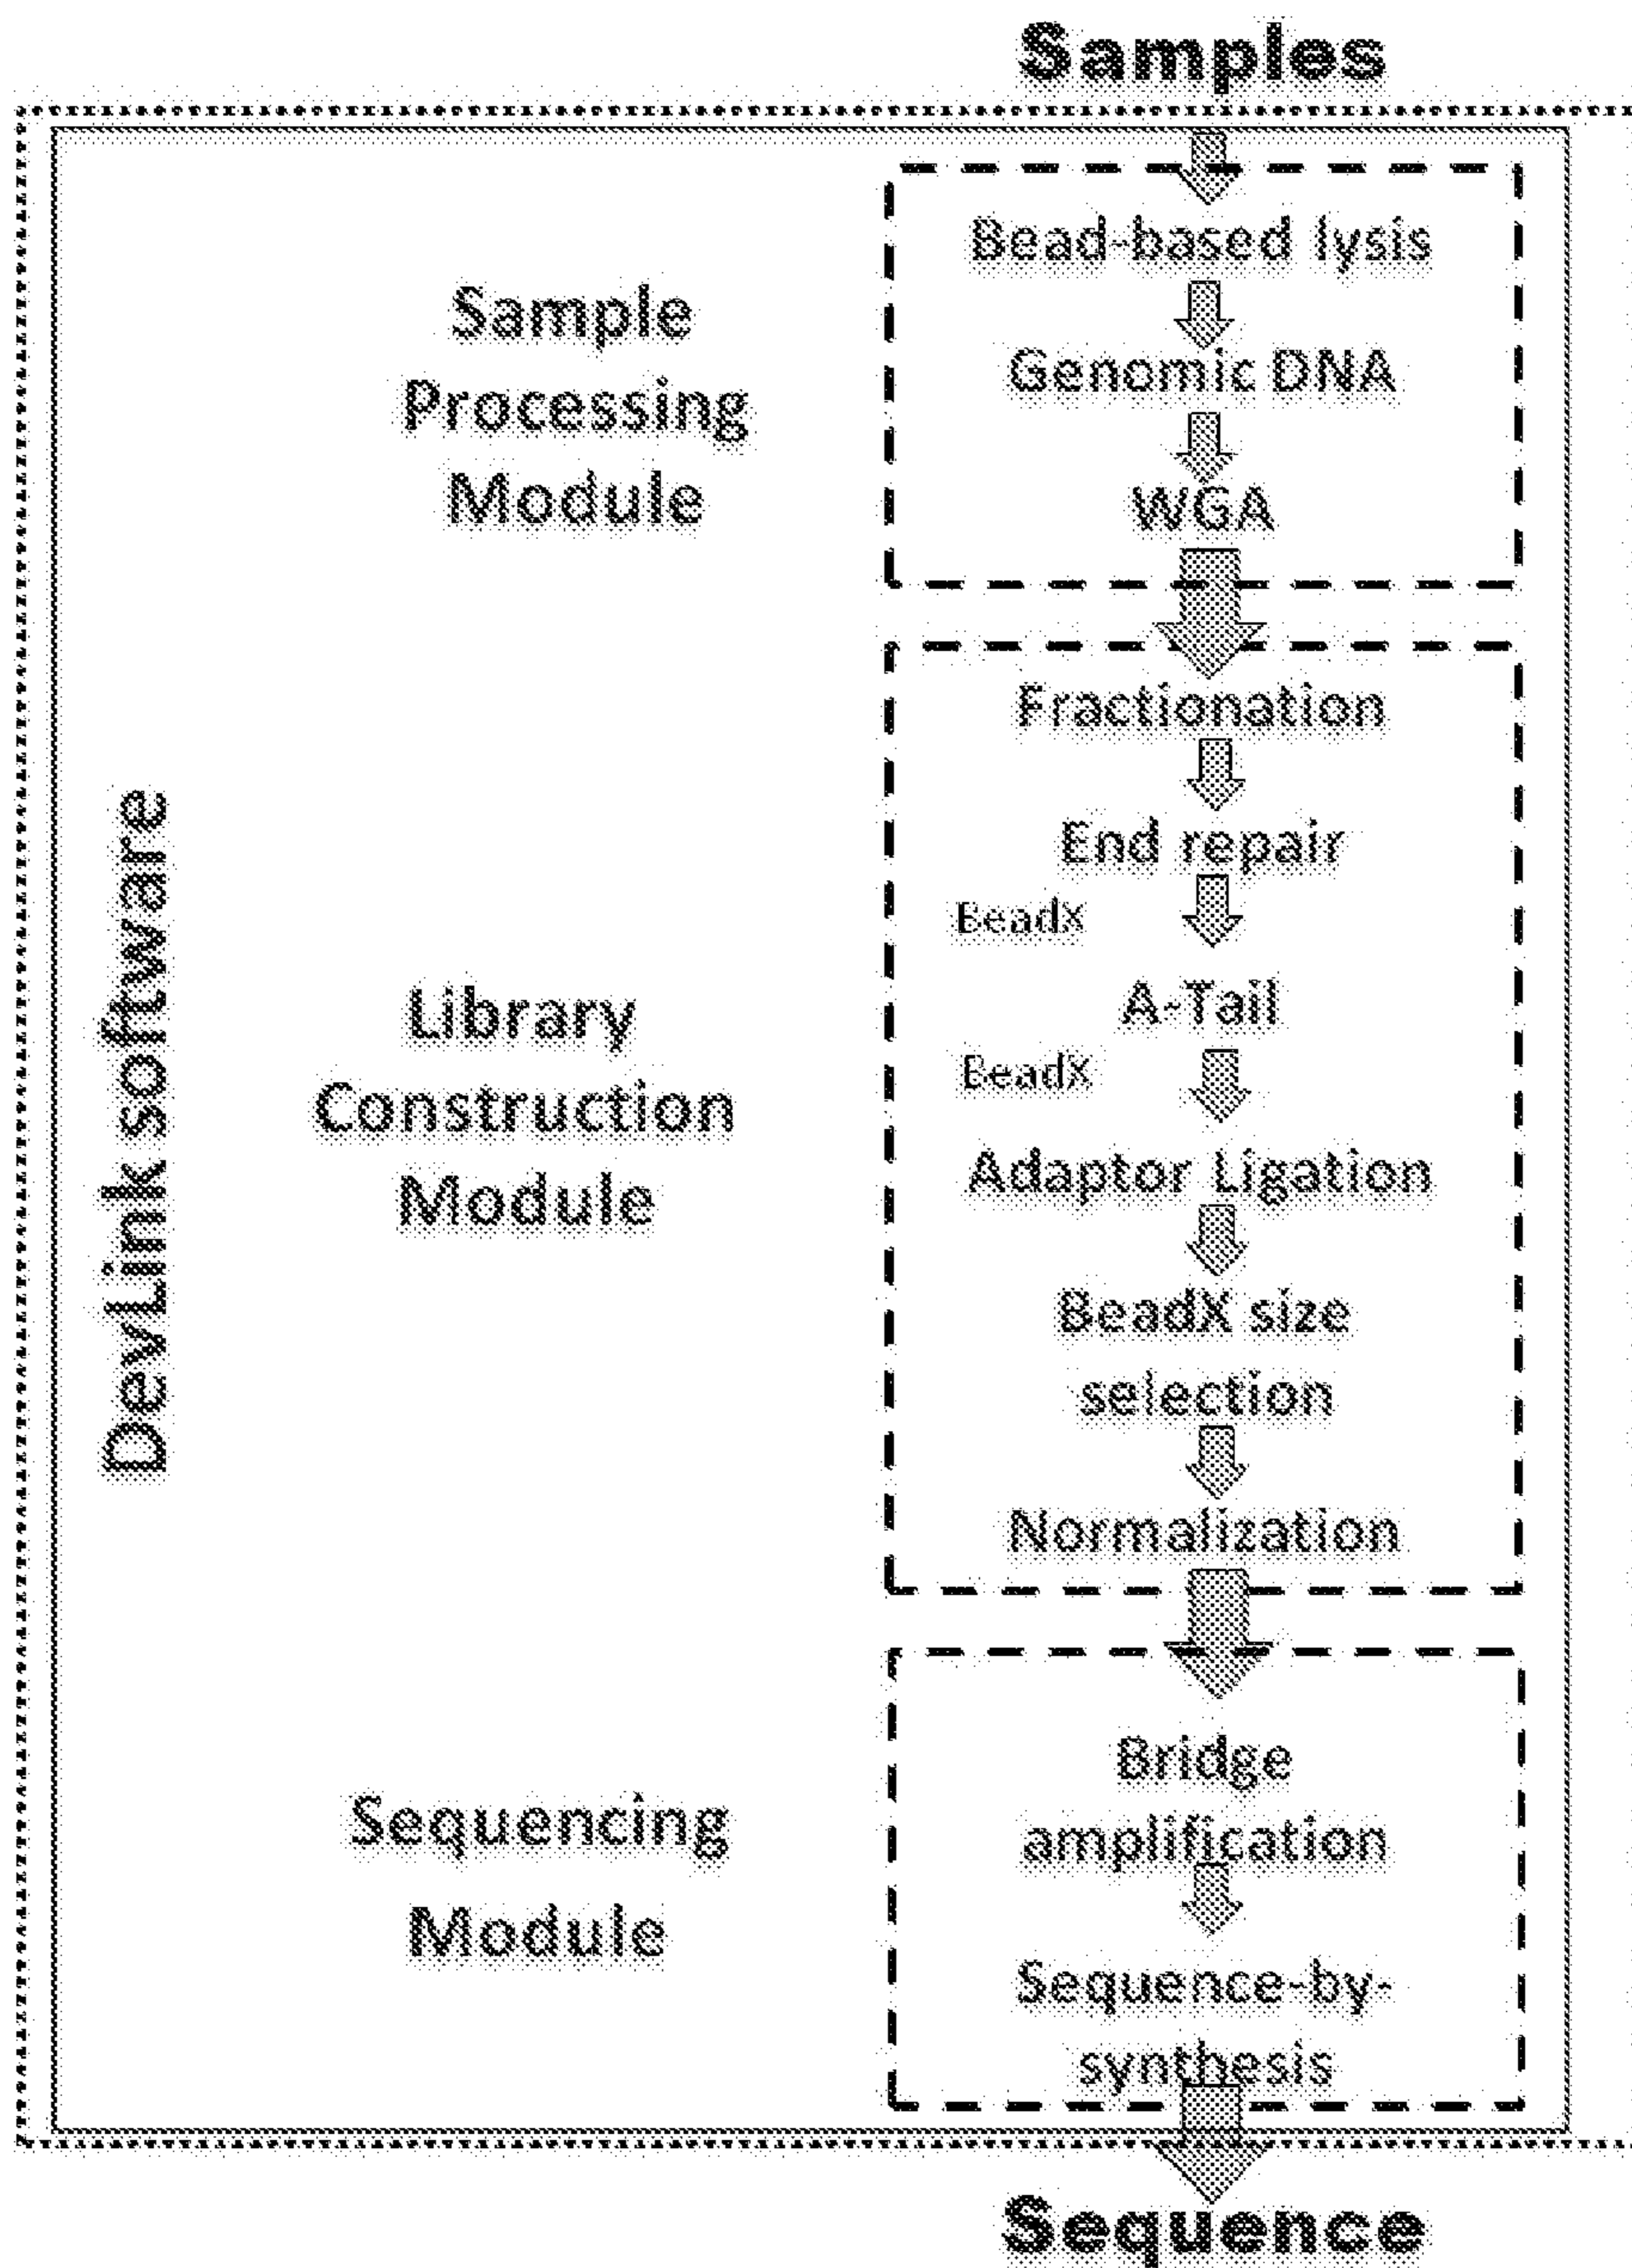 Samples
DevLink software
Sample
Processing
Module
Bead-based lysis
Genomic DNA
WGA
Library
Construction
Module
Fractionation
End repair
BeadX
A-Tail
BeadX
Adaptor Ligation
BeadX size
selection
Normalization
Sequencing
Module
Bridge
amplification
Sequence-by-
synthesis
Sequence